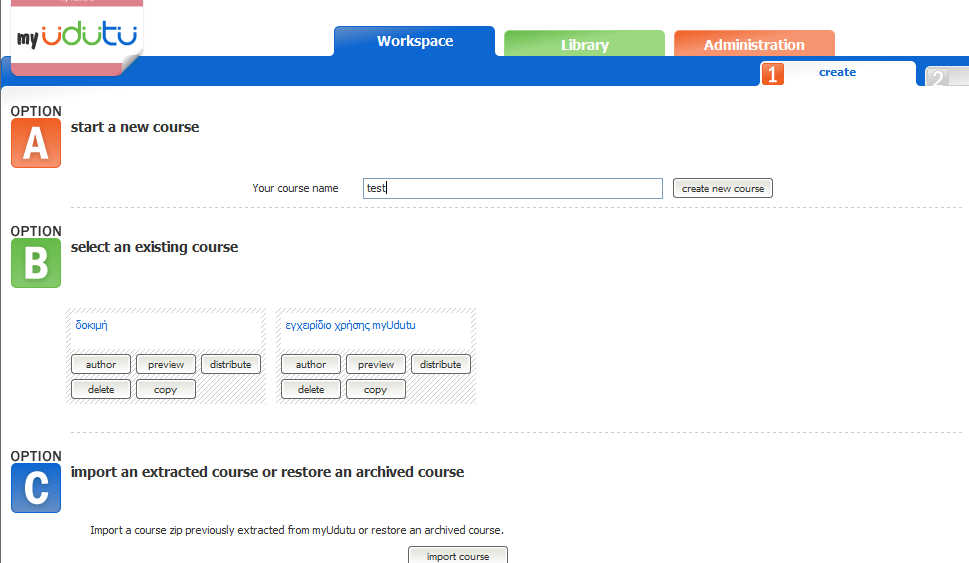 my udutu
Workspace
Library
Administration
1 create
2
OPTION
A
start a new course
Your course name test create new course
OPTION
B
select an existing course
δοκιμή
author preview distribute
delete copy
εγχειρίδιο χρήσης myUdutu
author preview distribute
delete copy
OPTION
C
import an extracted course or restore an archived course
Import a course zip previously extracted from myUdutu or restore an archived course.
import course